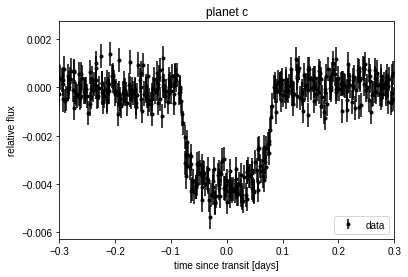 planet c
0.002
0.000
−0.002
−0.004
−0.006
relative flux
data
−0.3 −0.2 −0.1 0.0 0.1 0.2 0.3
time since transit [days]